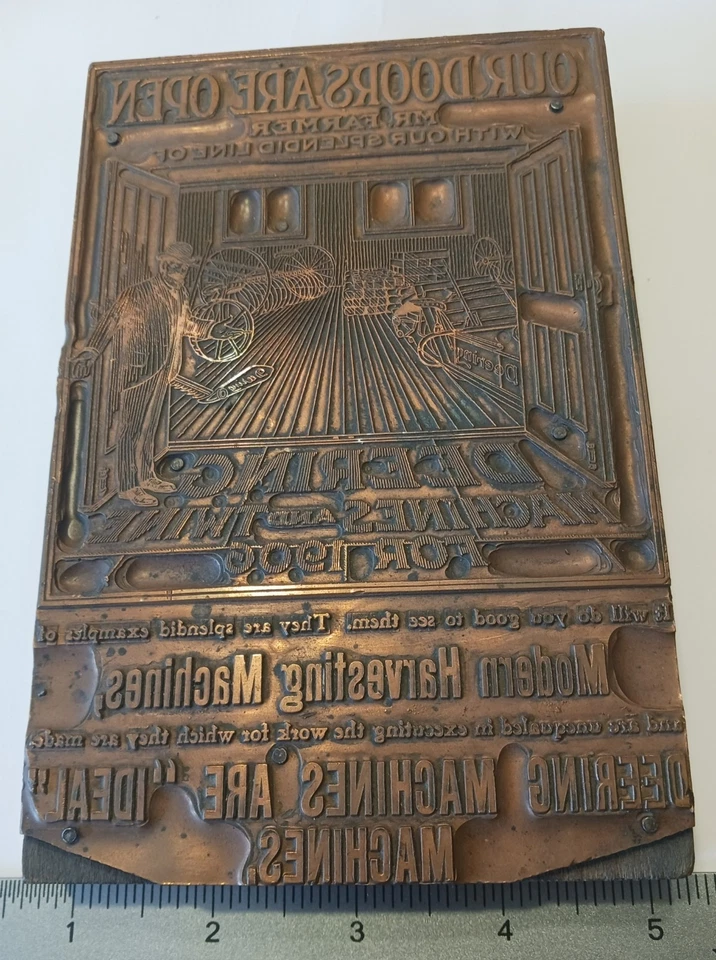 OUR DOORS ARE OPEN
MR. FARMER
WITH OUR SPLENDID LINE OF
Deering
DEERING
MACHINES AND TWINE
FOR 1906
It will do you good to see them. They are splendid examples of
Modern Harvesting Machines,
and are unequaled in executing the work for which they are made.
DEERING MACHINES ARE "IDEAL"
MACHINES.
1 2 3 4 5